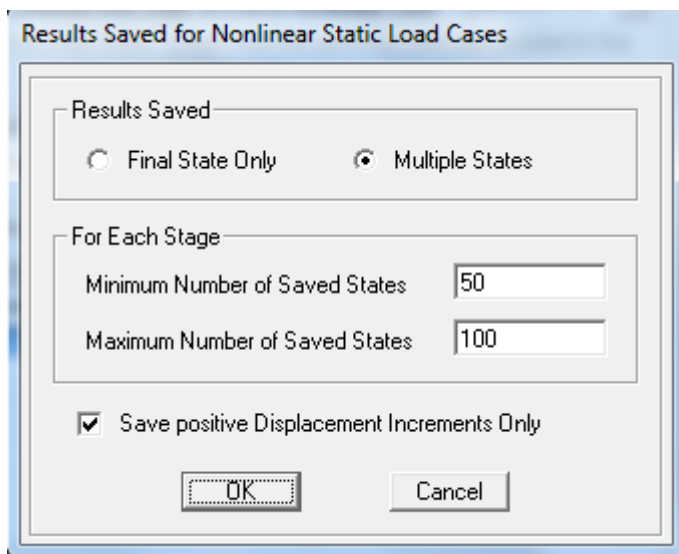 Results Saved for Nonlinear Static Load Cases
Results Saved
Final State Only Multiple States
For Each Stage
Minimum Number of Saved States 50
Maximum Number of Saved States 100
Save positive Displacement Increments Only
OK Cancel